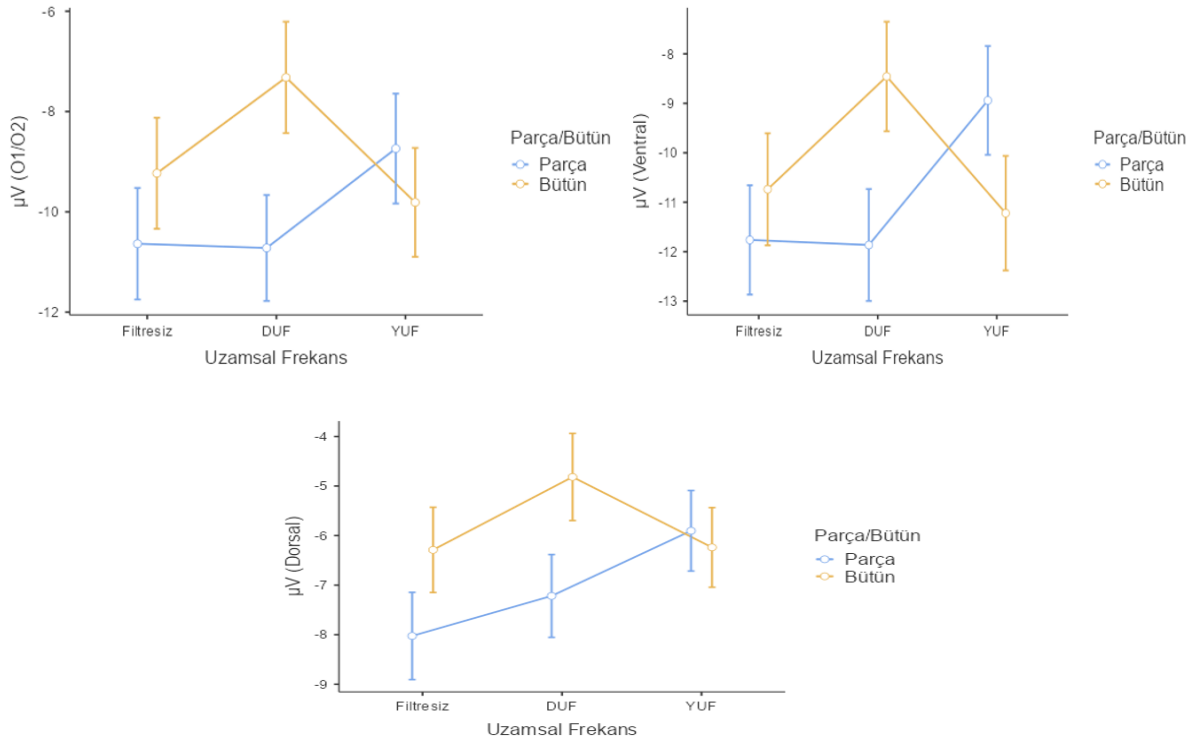 -6
-8
-10
-12
µV (O1/O2)
Filtresiz DUF YUF
Uzamsal Frekans
Parça/Bütün
Parça
Bütün
-8
-9
-10
-11
-12
-13
µV (Ventral)
Filtresiz DUF YUF
Uzamsal Frekans
Parça/Bütün
Parça
Bütün
-4
-5
-6
-7
-8
-9
µV (Dorsal)
Filtresiz DUF YUF
Uzamsal Frekans
Parça/Bütün
Parça
Bütün